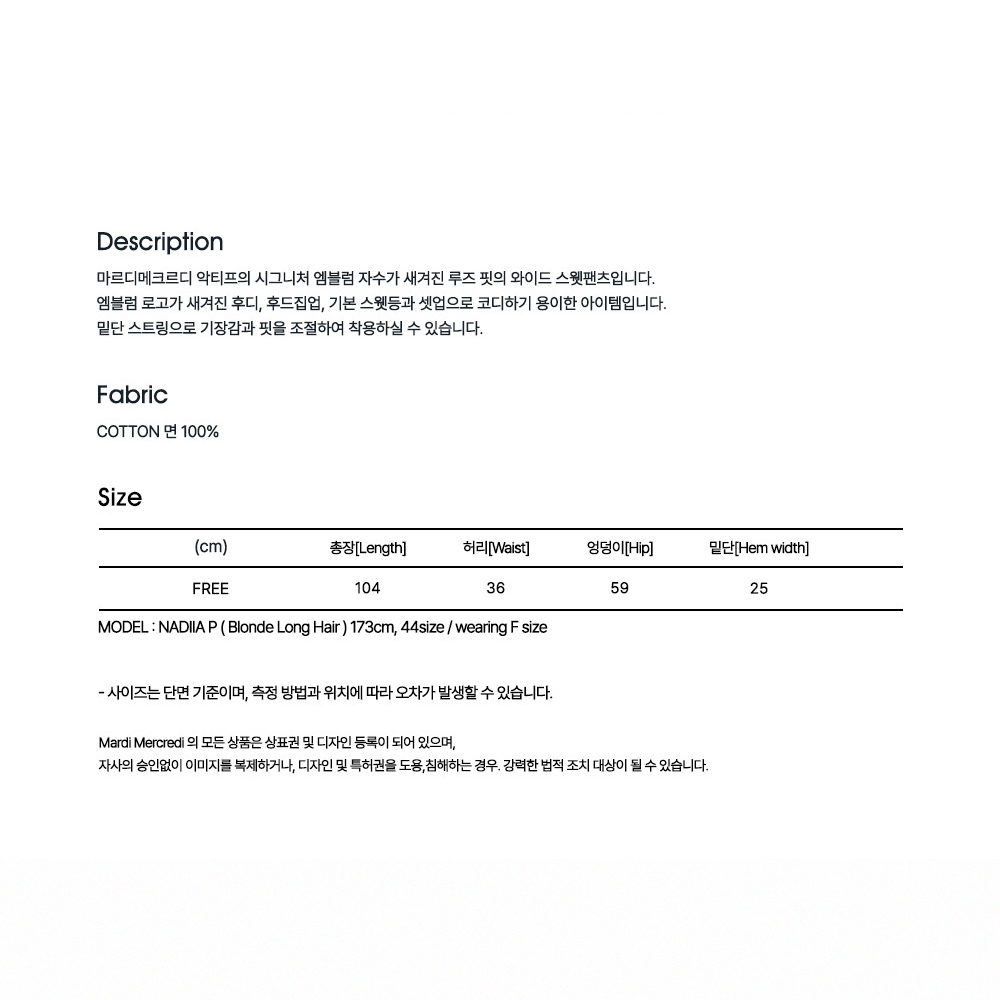 Description
마르디메크르디 악티프의 시그니처 엠블럼 자수가 새겨진 루즈 핏의 와이드 스웻팬츠입니다.
엠블럼 로고가 새겨진 후디, 후드집업, 기본 스웻등과 셋업으로 코디하기 용이한 아이템입니다.
밑단 스트링으로 기장감과 핏을 조절하여 착용하실 수 있습니다.
Fabric
COTTON 면 100%
Size
(cm) 총장[Length] 허리[Waist] 엉덩이[Hip] 밑단[Hem width]
FREE 104 36 59 25
MODEL : NADIIA P ( Blonde Long Hair ) 173cm, 44size / wearing F size
- 사이즈는 단면 기준이며, 측정 방법과 위치에 따라 오차가 발생할 수 있습니다.
Mardi Mercredi 의 모든 상품은 상표권 및 디자인 등록이 되어 있으며,
자사의 승인없이 이미지를 복제하거나, 디자인 및 특허권을 도용,침해하는 경우. 강력한 법적 조치 대상이 될 수 있습니다.